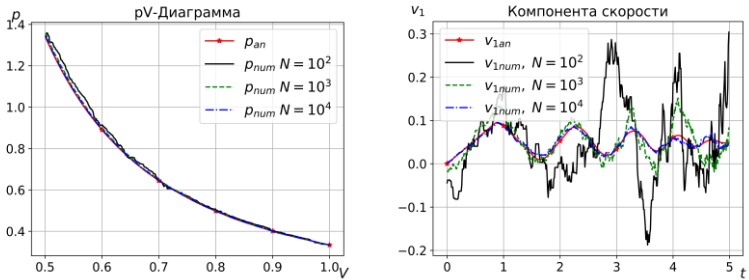 pV-Диаграмма
p
1.4
1.2
1.0
0.8
0.6
0.4
0.5 0.6 0.7 0.8 0.9 1.0
V
p_an
p_num N = 10^2
p_num N = 10^3
p_num N = 10^4
Компонента скорости
v_1
0.3
0.2
0.1
0.0
−0.1
−0.2
0 1 2 3 4 5
t
v_1an
v_1num, N = 10^2
v_1num, N = 10^3
v_1num, N = 10^4